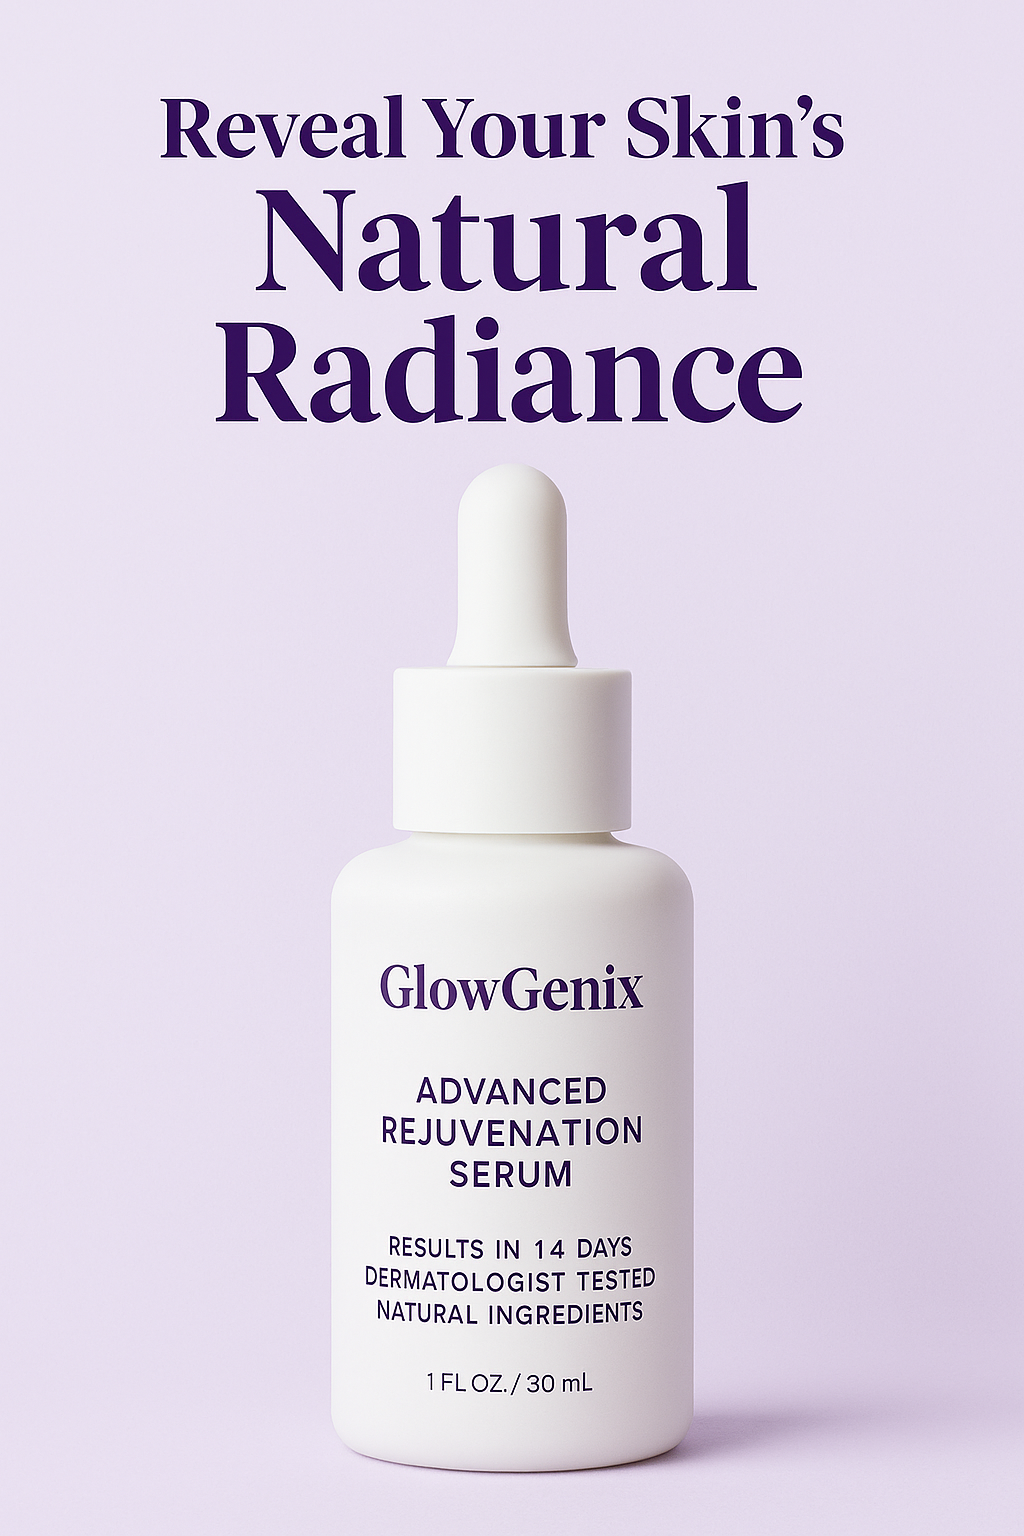 Reveal Your Skin’s
Natural
Radiance
GlowGenix
ADVANCED
REJUVENATION
SERUM
RESULTS IN 14 DAYS
DERMATOLOGIST TESTED
NATURAL INGREDIENTS
1 FL OZ. / 30 mL